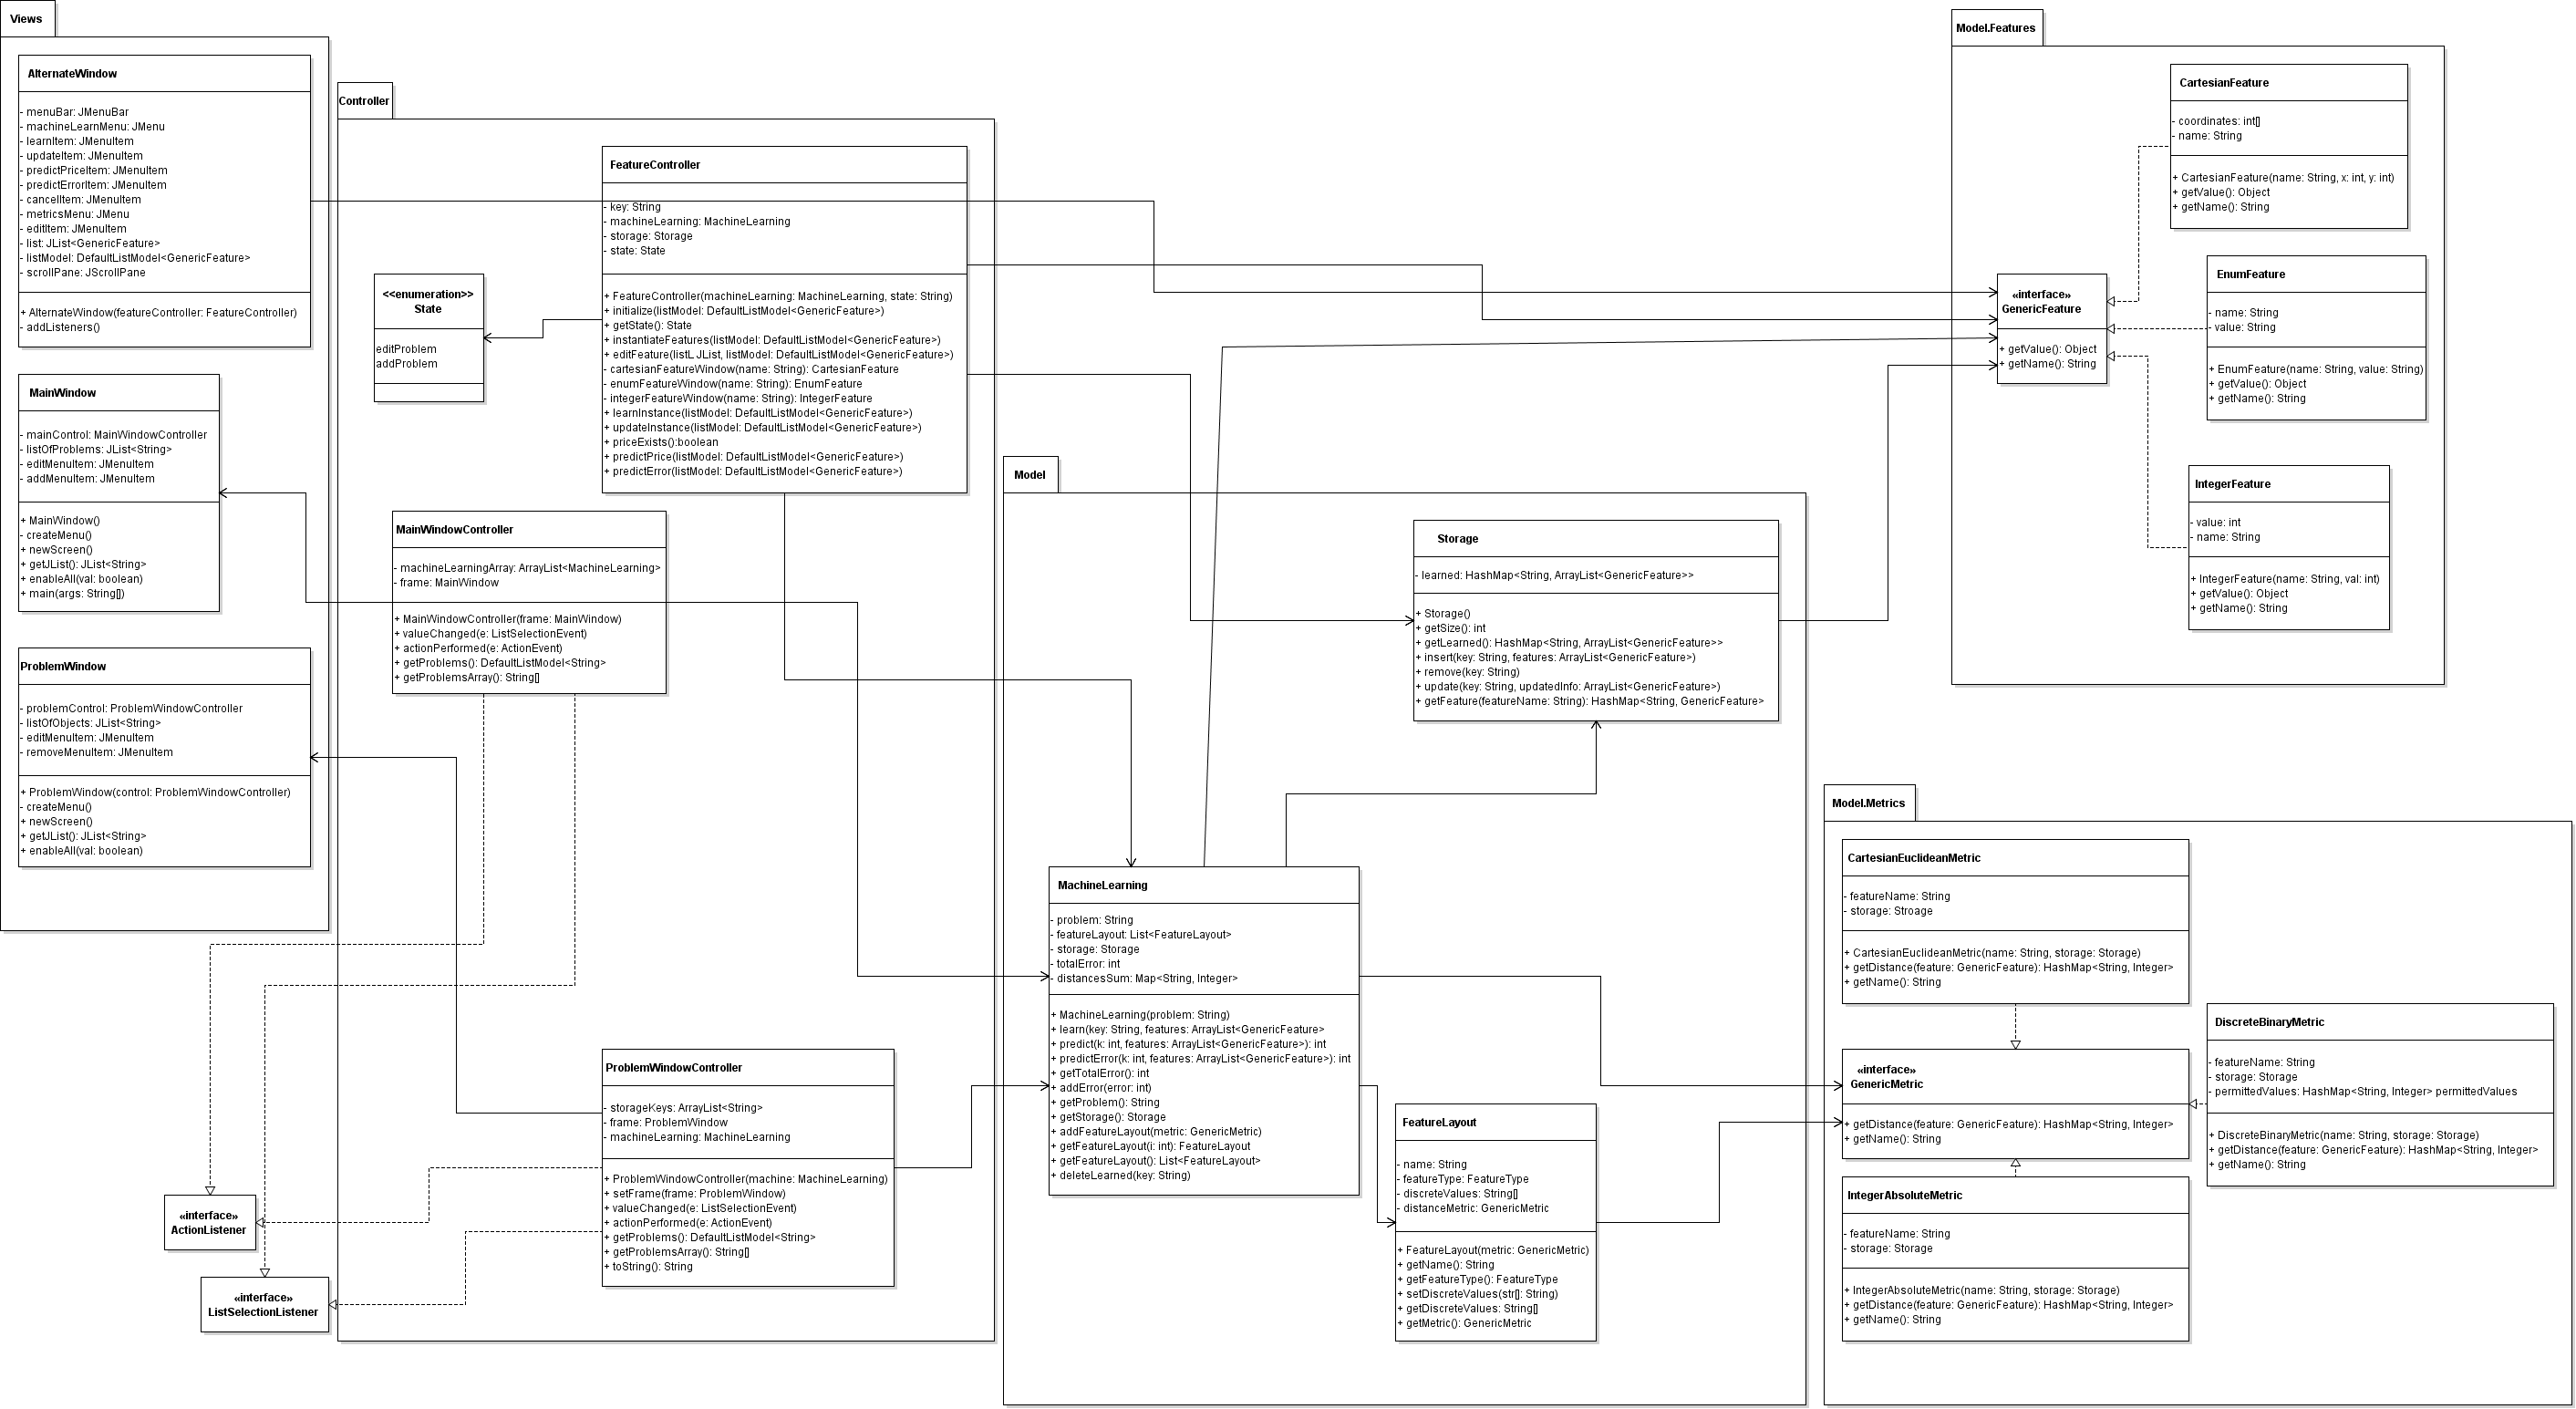 Views
AlternateWindow
- menuBar: JMenuBar
- machineLearnMenu: JMenu
- learnItem: JMenuItem
- updateItem: JMenuItem
- predictPriceItem: JMenuItem
- predictErrorItem: JMenuItem
- cancelItem: JMenuItem
- metricsMenu: JMenu
- editItem: JMenuItem
- list: JList<GenericFeature>
- listModel: DefaultListModel<GenericFeature>
- scrollPane: JScrollPane
+ AlternateWindow(featureController: FeatureController)
- addListeners()
MainWindow
- mainControl: MainWindowController
- listOfProblems: JList<String>
- editMenuItem: JMenuItem
- addMenuItem: JMenuItem
+ MainWindow()
- createMenu()
+ newScreen()
+ getJList(): JList<String>
+ enableAll(val: boolean)
+ main(args: String[])
ProblemWindow
- problemControl: ProblemWindowController
- listOfObjects: JList<String>
- editMenuItem: JMenuItem
- removeMenuItem: JMenuItem
+ ProblemWindow(control: ProblemWindowController)
- createMenu()
+ newScreen()
+ getJList(): JList<String>
+ enableAll(val: boolean)
Controller
FeatureController
- key: String
- machineLearning: MachineLearning
- storage: Storage
- state: State
+ FeatureController(machineLearning: MachineLearning, state: String)
+ initialize(listModel: DefaultListModel<GenericFeature>)
+ getState(): State
+ instantiateFeatures(listModel: DefaultListModel<GenericFeature>)
+ editFeature(listL JList, listModel: DefaultListModel<GenericFeature>)
- cartesianFeatureWindow(name: String): CartesianFeature
- enumFeatureWindow(name: String): EnumFeature
- integerFeatureWindow(name: String): IntegerFeature
+ learnInstance(listModel: DefaultListModel<GenericFeature>)
+ updateInstance(listModel: DefaultListModel<GenericFeature>)
+ priceExists():boolean
+ predictPrice(listModel: DefaultListModel<GenericFeature>)
+ predictError(listModel: DefaultListModel<GenericFeature>)
<<enumeration>>
State
editProblem
addProblem
MainWindowController
- machineLearningArray: ArrayList<MachineLearning>
- frame: MainWindow
+ MainWindowController(frame: MainWindow)
+ valueChanged(e: ListSelectionEvent)
+ actionPerformed(e: ActionEvent)
+ getProblems(): DefaultListModel<String>
+ getProblemsArray(): String[]
ProblemWindowController
- storageKeys: ArrayList<String>
- frame: ProblemWindow
- machineLearning: MachineLearning
+ ProblemWindowController(machine: MachineLearning)
+ setFrame(frame: ProblemWindow)
+ valueChanged(e: ListSelectionEvent)
+ actionPerformed(e: ActionEvent)
+ getProblems(): DefaultListModel<String>
+ getProblemsArray(): String[]
+ toString(): String
«interface»
ActionListener
«interface»
ListSelectionListener
Model
Storage
- learned: HashMap<String, ArrayList<GenericFeature>>
+ Storage()
+ getSize(): int
+ getLearned(): HashMap<String, ArrayList<GenericFeature>>
+ insert(key: String, features: ArrayList<GenericFeature>)
+ remove(key: String)
+ update(key: String, updatedInfo: ArrayList<GenericFeature>)
+ getFeature(featureName: String): HashMap<String, GenericFeature>
MachineLearning
- problem: String
- featureLayout: List<FeatureLayout>
- storage: Storage
- totalError: int
- distancesSum: Map<String, Integer>
+ MachineLearning(problem: String)
+ learn(key: String, features: ArrayList<GenericFeature>
+ predict(k: int, features: ArrayList<GenericFeature>): int
+ predictError(k: int, features: ArrayList<GenericFeature>): int
+ getTotalError(): int
+ addError(error: int)
+ getProblem(): String
+ getStorage(): Storage
+ addFeatureLayout(metric: GenericMetric)
+ getFeatureLayout(i: int): FeatureLayout
+ getFeatureLayout(): List<FeatureLayout>
+ deleteLearned(key: String)
FeatureLayout
- name: String
- featureType: FeatureType
- discreteValues: String[]
- distanceMetric: GenericMetric
+ FeatureLayout(metric: GenericMetric)
+ getName(): String
+ getFeatureType(): FeatureType
+ setDiscreteValues(str[]: String)
+ getDiscreteValues: String[]
+ getMetric(): GenericMetric
Model.Features
CartesianFeature
- coordinates: int[]
- name: String
+ CartesianFeature(name: String, x: int, y: int)
+ getValue(): Object
+ getName(): String
«interface»
GenericFeature
+ getValue(): Object
+ getName(): String
EnumFeature
- name: String
- value: String
+ EnumFeature(name: String, value: String)
+ getValue(): Object
+ getName(): String
IntegerFeature
- value: int
- name: String
+ IntegerFeature(name: String, val: int)
+ getValue(): Object
+ getName(): String
Model.Metrics
CartesianEuclideanMetric
- featureName: String
- storage: Stroage
+ CartesianEuclideanMetric(name: String, storage: Storage)
+ getDistance(feature: GenericFeature): HashMap<String, Integer>
+ getName(): String
«interface»
GenericMetric
+ getDistance(feature: GenericFeature): HashMap<String, Integer>
+ getName(): String
DiscreteBinaryMetric
- featureName: String
- storage: Storage
- permittedValues: HashMap<String, Integer> permittedValues
+ DiscreteBinaryMetric(name: String, storage: Storage)
+ getDistance(feature: GenericFeature): HashMap<String, Integer>
+ getName(): String
IntegerAbsoluteMetric
- featureName: String
- storage: Storage
+ IntegerAbsoluteMetric(name: String, storage: Storage)
+ getDistance(feature: GenericFeature): HashMap<String, Integer>
+ getName(): String